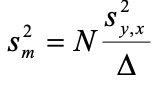 $s_m^2 = N \frac{s_{y,x}^2}{\Delta}$